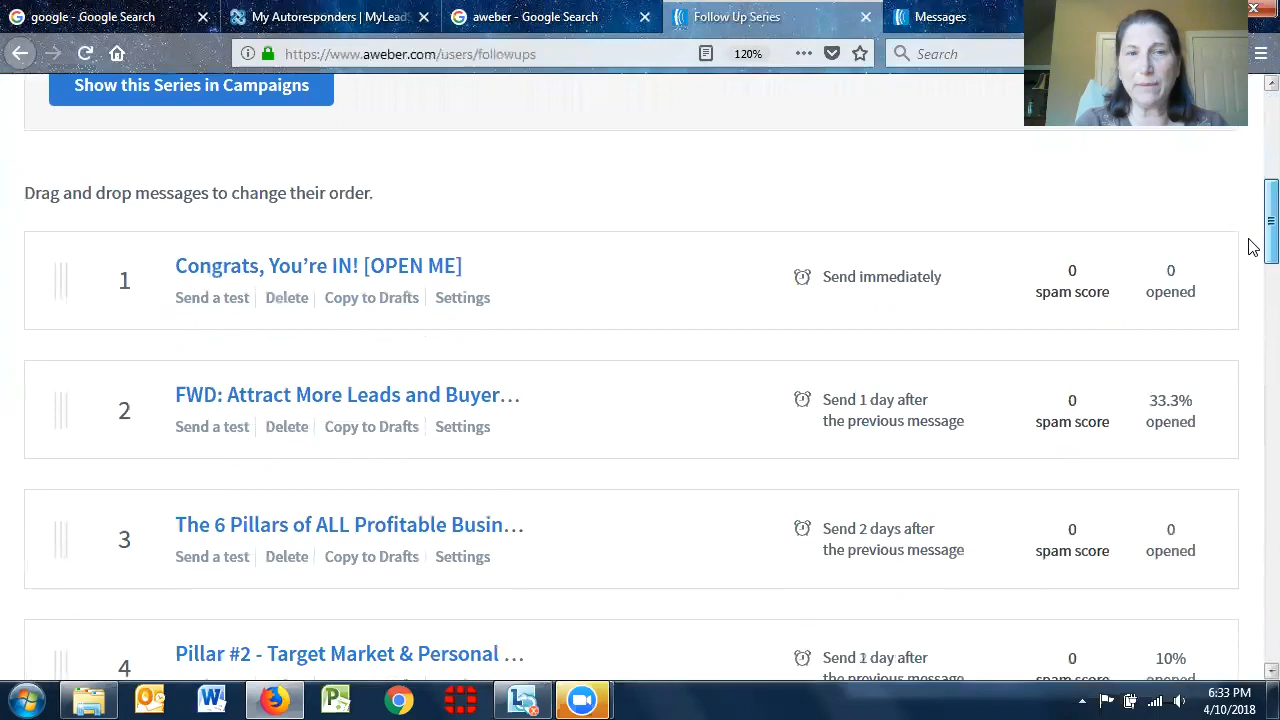 google - Google Search
My Autoresponders | MyLead
aweber - Google Search
Follow Up Series
Messages
https://www.aweber.com/users/followups
120%
Search
Show this Series in Campaigns
Drag and drop messages to change their order.
1
Congrats, You’re IN! [OPEN ME]
Send a test
Delete
Copy to Drafts
Settings
Send immediately
0
spam score
0
opened
2
FWD: Attract More Leads and Buyer…
Send a test
Delete
Copy to Drafts
Settings
Send 1 day after
the previous message
0
spam score
33.3%
opened
3
The 6 Pillars of ALL Profitable Busin…
Send a test
Delete
Copy to Drafts
Settings
Send 2 days after
the previous message
0
spam score
0
opened
4
Pillar #2 - Target Market & Personal …
Send 1 day after
the previous message
0
spam score
10%
opened
6:33 PM
4/10/2018